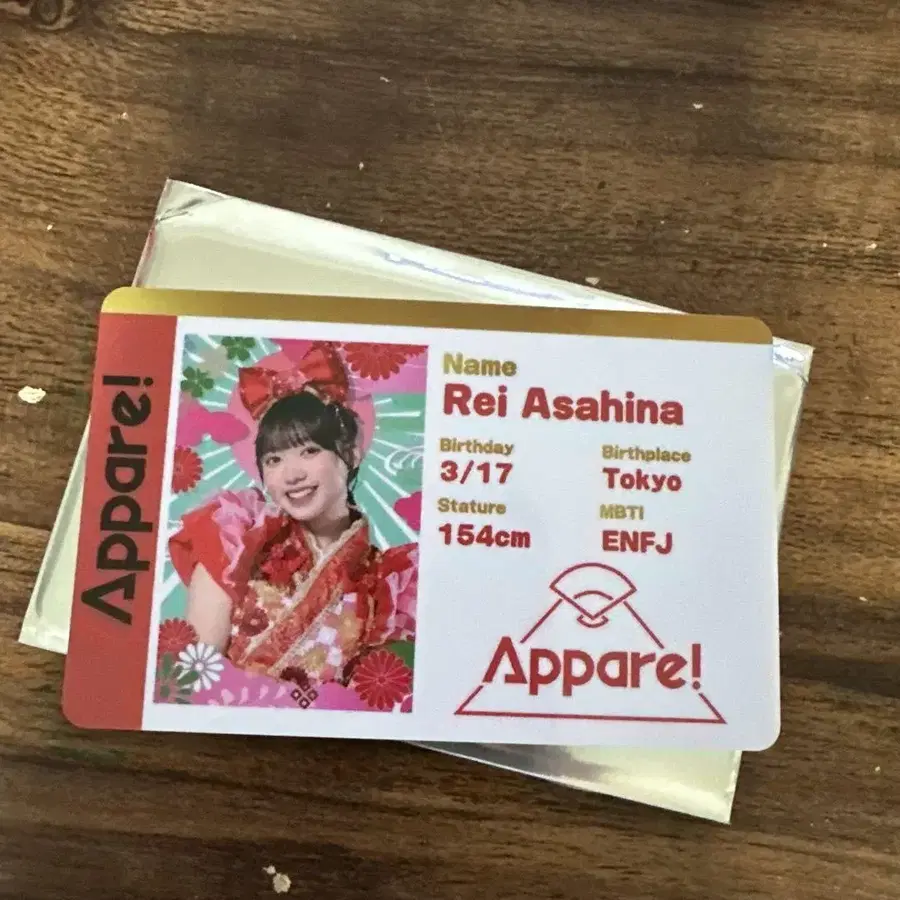 Appare!
Name
Rei Asahina
Birthday
3/17
Birthplace
Tokyo
Stature
154cm
MBTI
ENFJ
Appare!